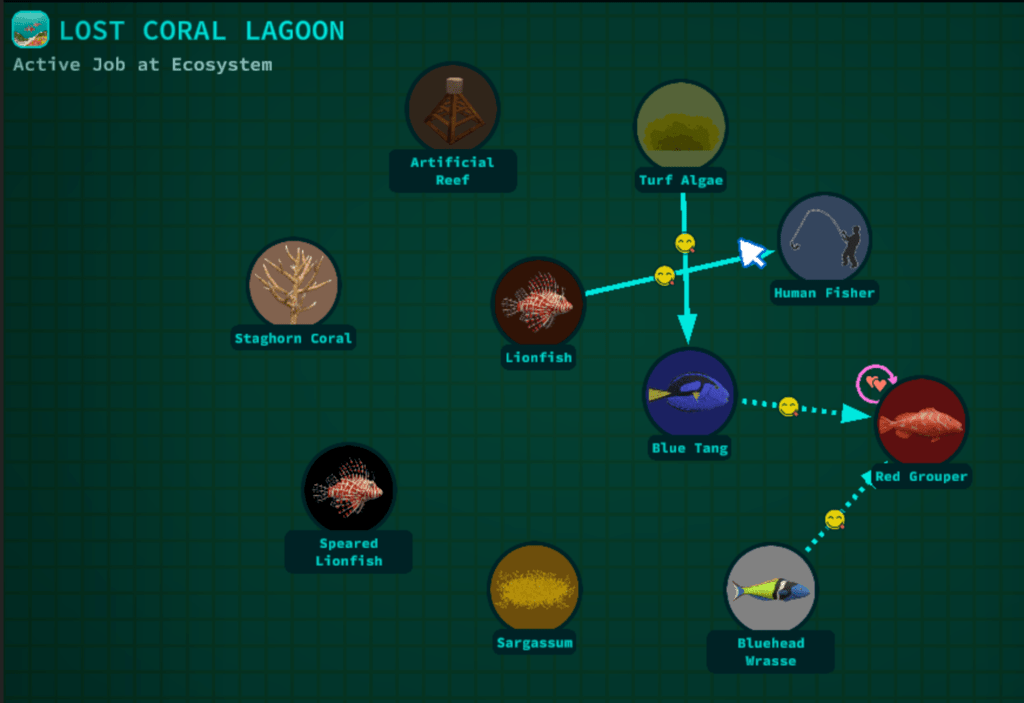 LOST CORAL LAGOON
Active Job at Ecosystem
Artificial
Reef
Turf Algae
Human Fisher
Staghorn Coral
Lionfish
Blue Tang
Red Grouper
Speared
Lionfish
Sargassum
Bluehead
Wrasse